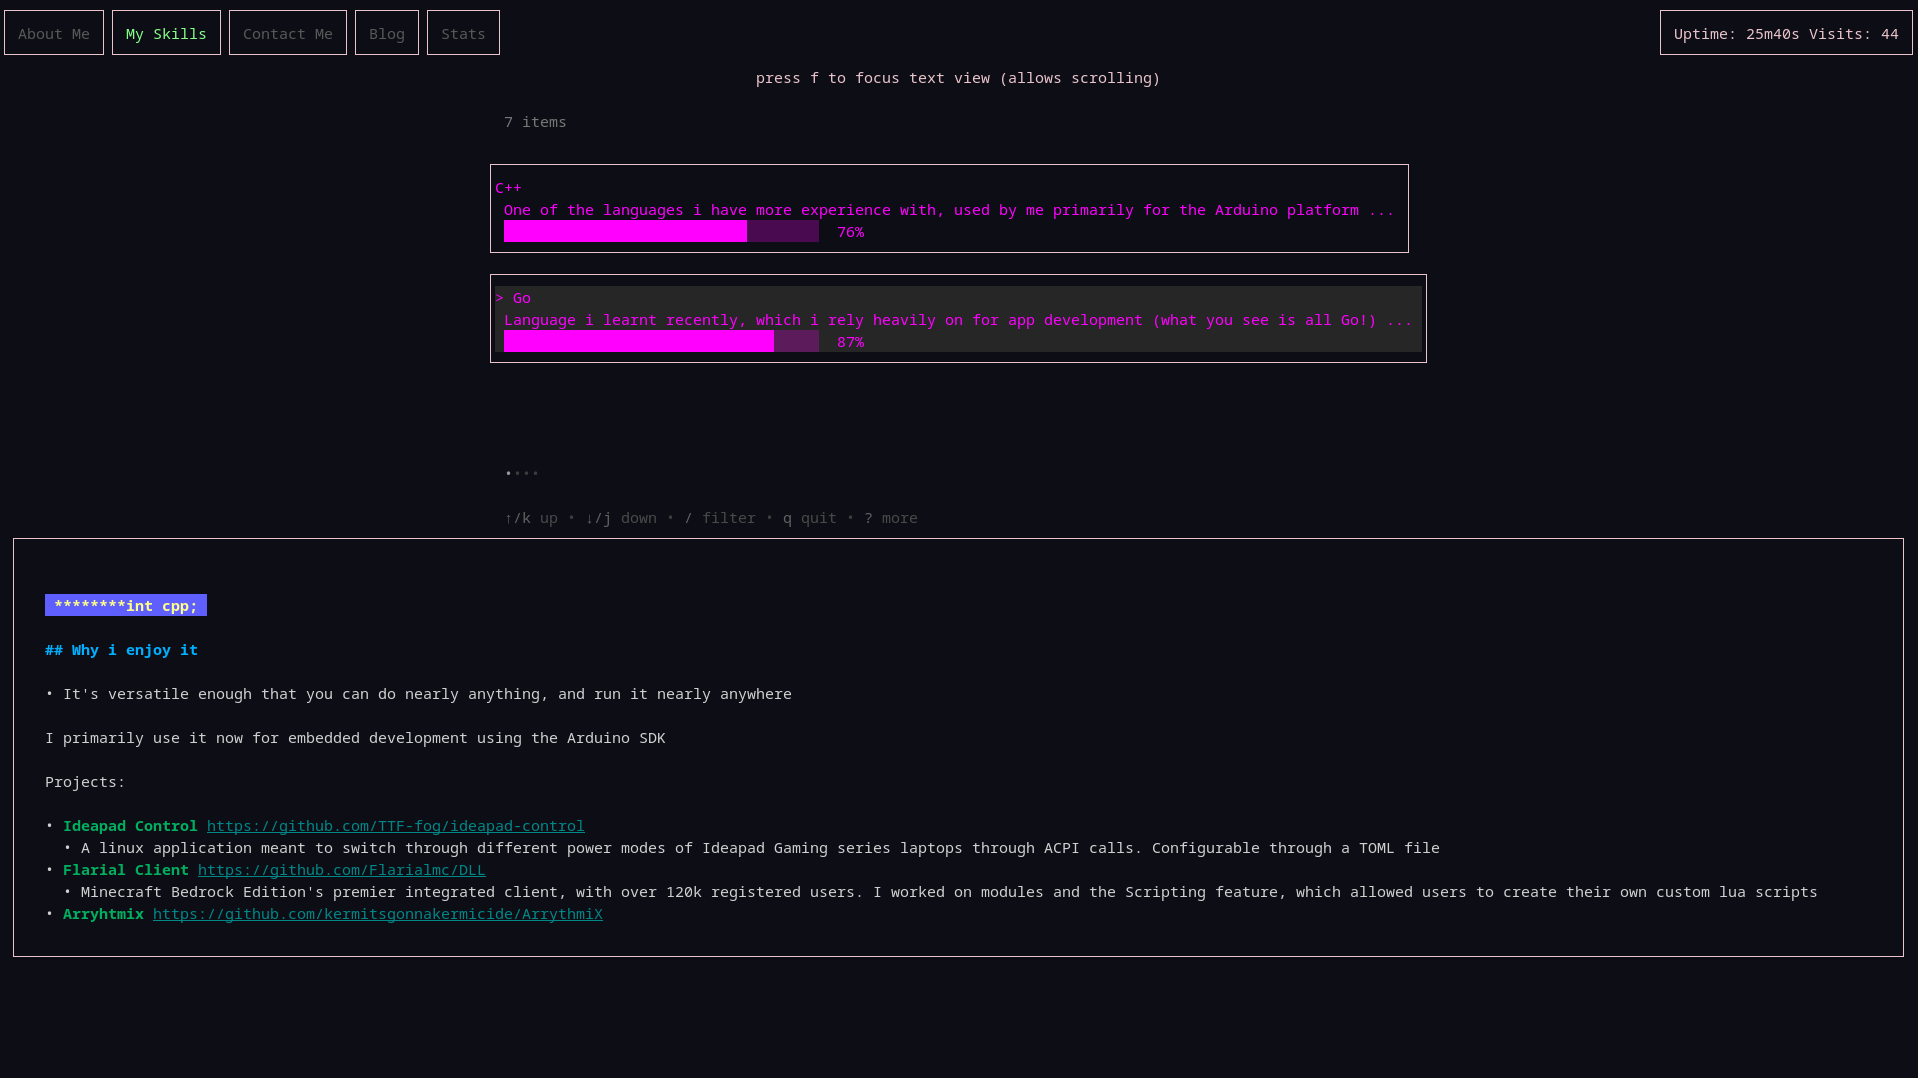 About Me My Skills Contact Me Blog Stats Uptime: 25m40s Visits: 44
press f to focus text view (allows scrolling)
7 items
C++
One of the languages i have more experience with, used by me primarily for the Arduino platform ...
76%
> Go
Language i learnt recently, which i rely heavily on for app development (what you see is all Go!) ...
87%
••••
↑/k up • ↓/j down • / filter • q quit • ? more
********int cpp;
## Why i enjoy it
• It's versatile enough that you can do nearly anything, and run it nearly anywhere
I primarily use it now for embedded development using the Arduino SDK
Projects:
• Ideapad Control https://github.com/TTF-fog/ideapad-control
• A linux application meant to switch through different power modes of Ideapad Gaming series laptops through ACPI calls. Configurable through a TOML file
• Flarial Client https://github.com/Flarialmc/DLL
• Minecraft Bedrock Edition's premier integrated client, with over 120k registered users. I worked on modules and the Scripting feature, which allowed users to create their own custom lua scripts
• Arryhtmix https://github.com/kermitsgonnakermicide/ArrythmiX